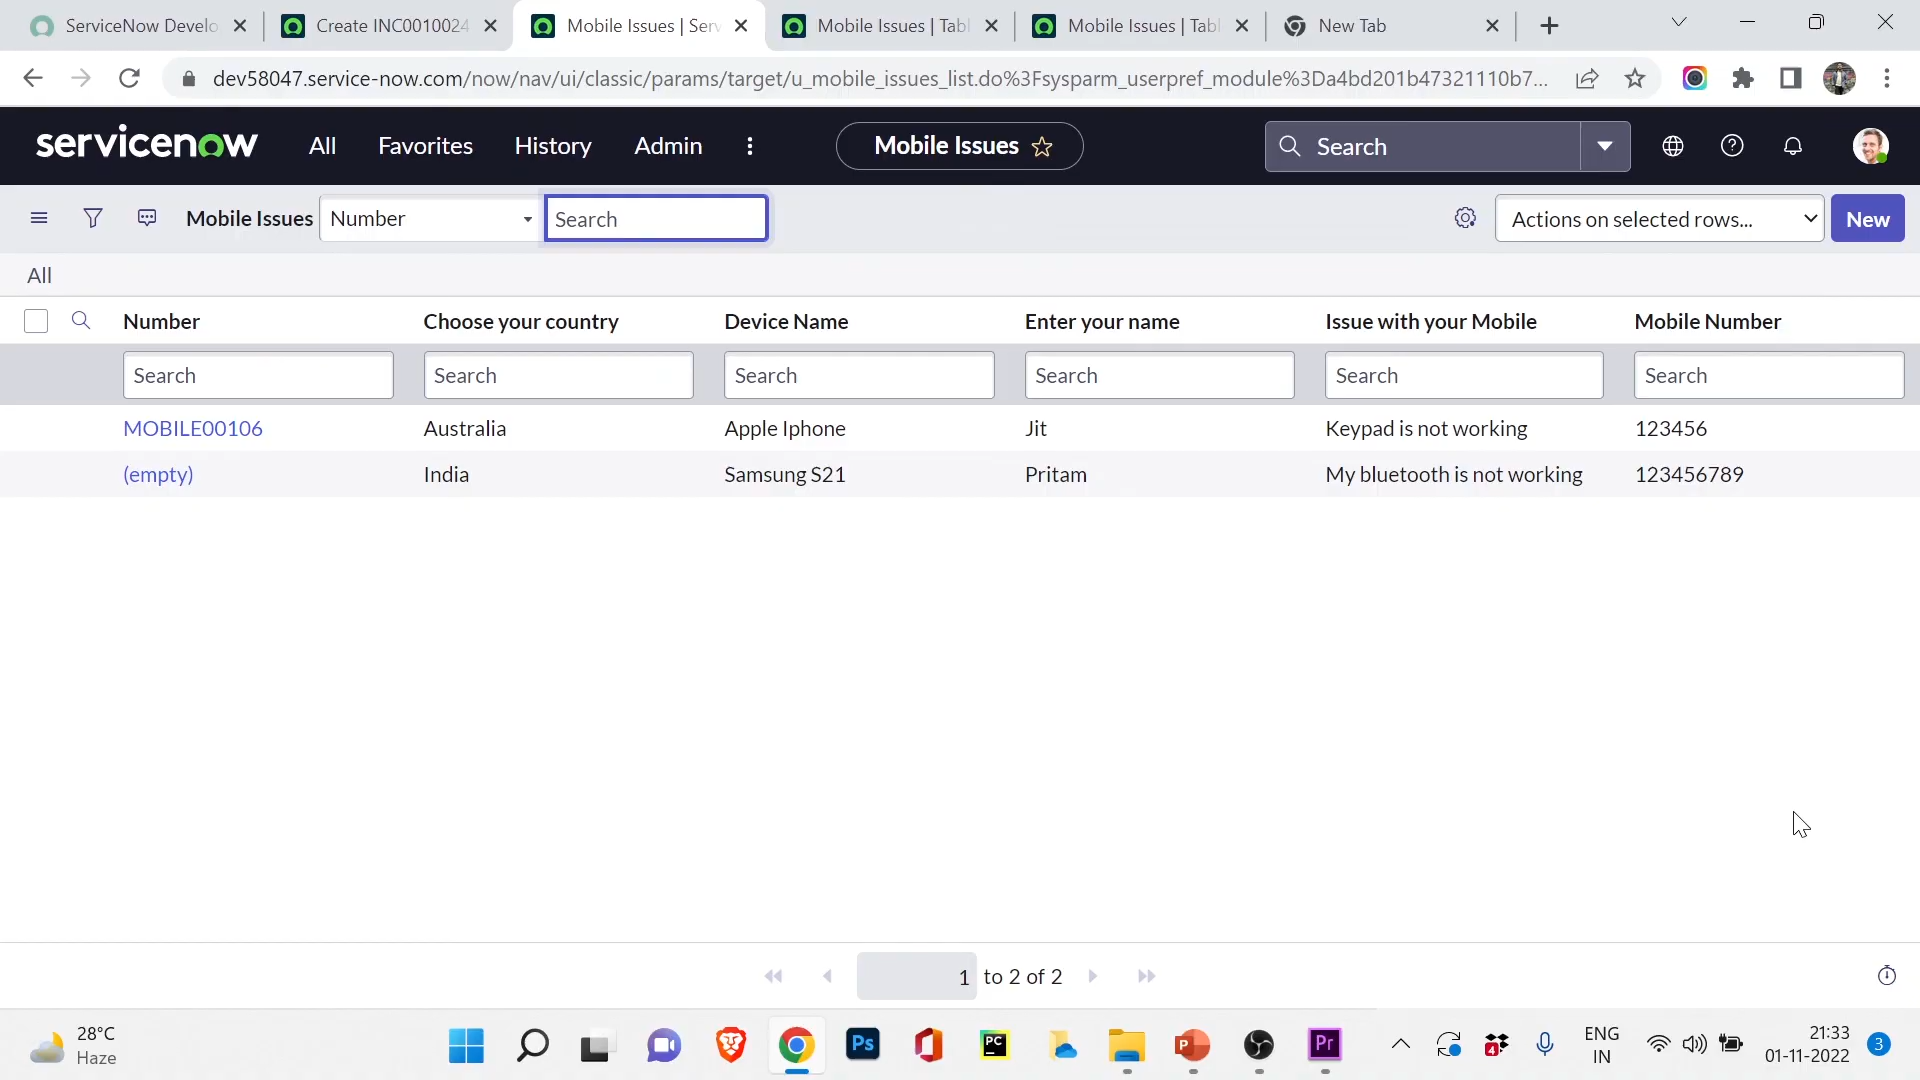 ServiceNow Develo
Create INC0010024
Mobile Issues | Serv
Mobile Issues | Tabl
Mobile Issues | Tabl
New Tab
dev58047.service-now.com/now/nav/ui/classic/params/target/u_mobile_issues_list.do%3Fsysparm_userpref_module%3Da4bd201b47321110b7...
servicenow All Favorites History Admin Mobile Issues Search
Mobile Issues Number Search Actions on selected rows... New
All
Number Choose your country Device Name Enter your name Issue with your Mobile Mobile Number
Search Search Search Search Search Search
MOBILE00106 Australia Apple Iphone Jit Keypad is not working 123456
(empty) India Samsung S21 Pritam My bluetooth is not working 123456789
1 to 2 of 2
28°C
Haze
Ps
PC
P
Pr
4
ENG
IN
21:33
01-11-2022
3